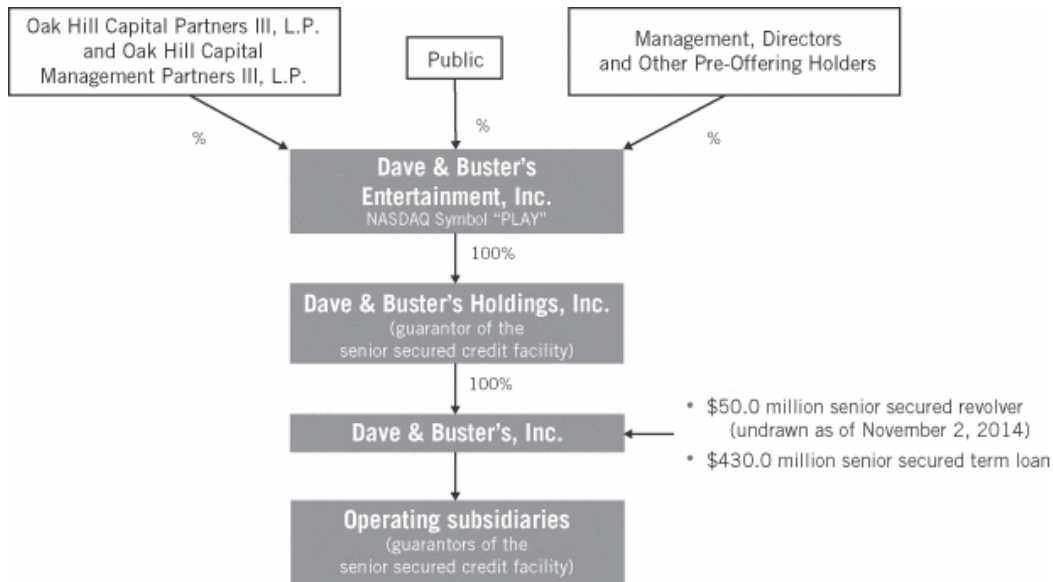 Oak Hill Capital Partners III, L.P.
and Oak Hill Capital
Management Partners III, L.P.
Public
Management, Directors
and Other Pre-Offering Holders
%
%
%
Dave & Buster's
Entertainment, Inc.
NASDAQ Symbol "PLAY"
100%
Dave & Buster's Holdings, Inc.
(guarantor of the
senior secured credit facility)
100%
Dave & Buster's, Inc.
• $50.0 million senior secured revolver
(undrawn as of November 2, 2014)
• $430.0 million senior secured term loan
Operating subsidiaries
(guarantors of the
senior secured credit facility)